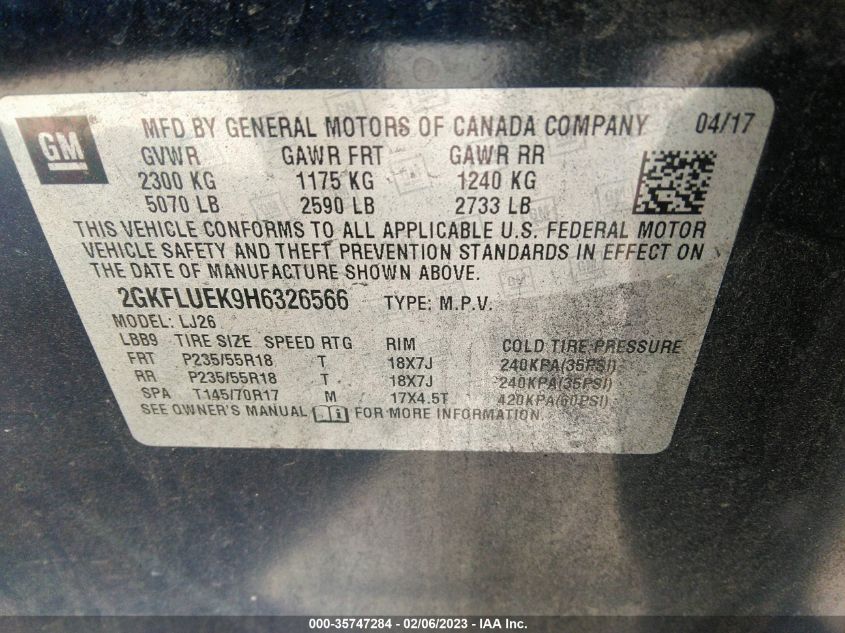 GM
MFD BY GENERAL MOTORS OF CANADA COMPANY 04/17
GVWR GAWR FRT GAWR RR
2300 KG 1175 KG 1240 KG
5070 LB 2590 LB 2733 LB
THIS VEHICLE CONFORMS TO ALL APPLICABLE U.S. FEDERAL MOTOR
VEHICLE SAFETY AND THEFT PREVENTION STANDARDS IN EFFECT ON
THE DATE OF MANUFACTURE SHOWN ABOVE.
2GKFLUEK9H6326566 TYPE: M.P.V.
MODEL: LJ26
LBB9 TIRE SIZE SPEED RTG RIM COLD TIRE PRESSURE
FRT P235/55R18 T 18X7J 240KPA(35PSI)
RR P235/55R18 T 18X7J 240KPA(35PSI)
SPA T145/70R17 M 17X4.5T 420KPA(60PSI)
SEE OWNER'S MANUAL FOR MORE INFORMATION.
000-35747284 - 02/06/2023 - IAA Inc.